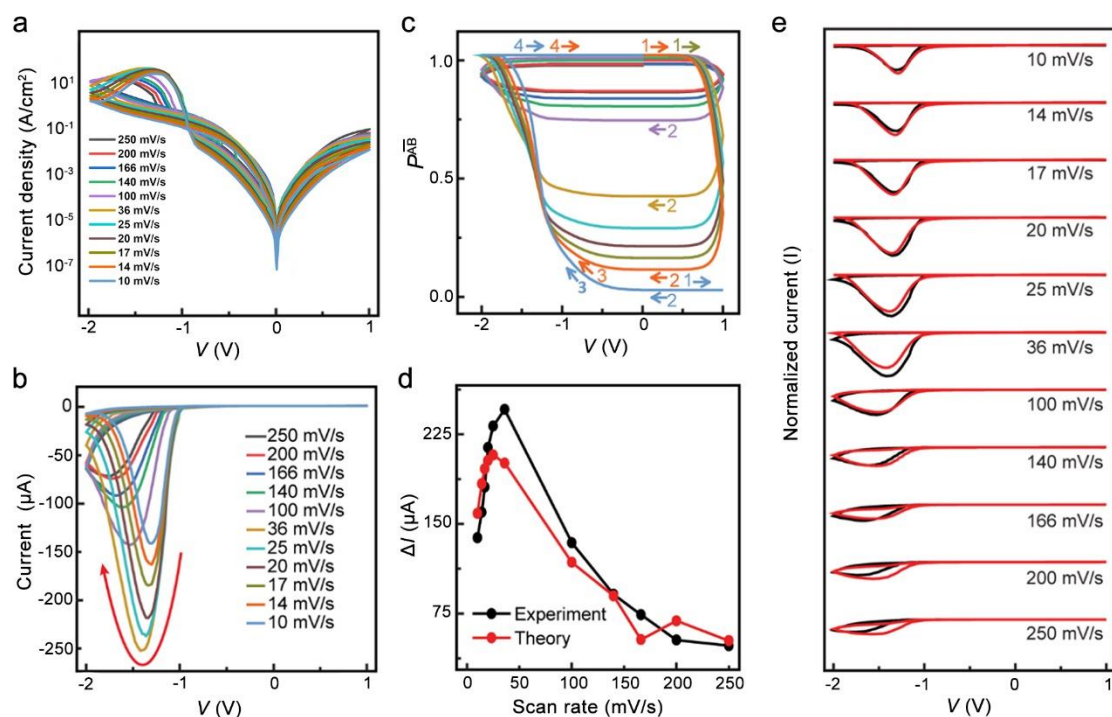 a
Current density (A/cm²)
10¹
10⁻¹
10⁻³
10⁻⁵
10⁻⁷
250 mV/s
200 mV/s
166 mV/s
140 mV/s
100 mV/s
36 mV/s
25 mV/s
20 mV/s
17 mV/s
14 mV/s
10 mV/s
-2 -1 0 1
V (V)
b
Current (µA)
0
-50
-100
-150
-200
-250
250 mV/s
200 mV/s
166 mV/s
140 mV/s
100 mV/s
36 mV/s
25 mV/s
20 mV/s
17 mV/s
14 mV/s
10 mV/s
-2 -1 0 1
V (V)
c
P^A̅B̅
1.0
0.5
0.0
4 → 4 → 1 → 1 →
← 2
← 2
3
3
← 2 1 →
← 2
-2 -1 0 1
V (V)
d
ΔI (µA)
225
150
75
Experiment
Theory
0 50 100 150 200 250
Scan rate (mV/s)
e
Normalized current (I)
10 mV/s
14 mV/s
17 mV/s
20 mV/s
25 mV/s
36 mV/s
100 mV/s
140 mV/s
166 mV/s
200 mV/s
250 mV/s
-2 -1 0 1
V (V)